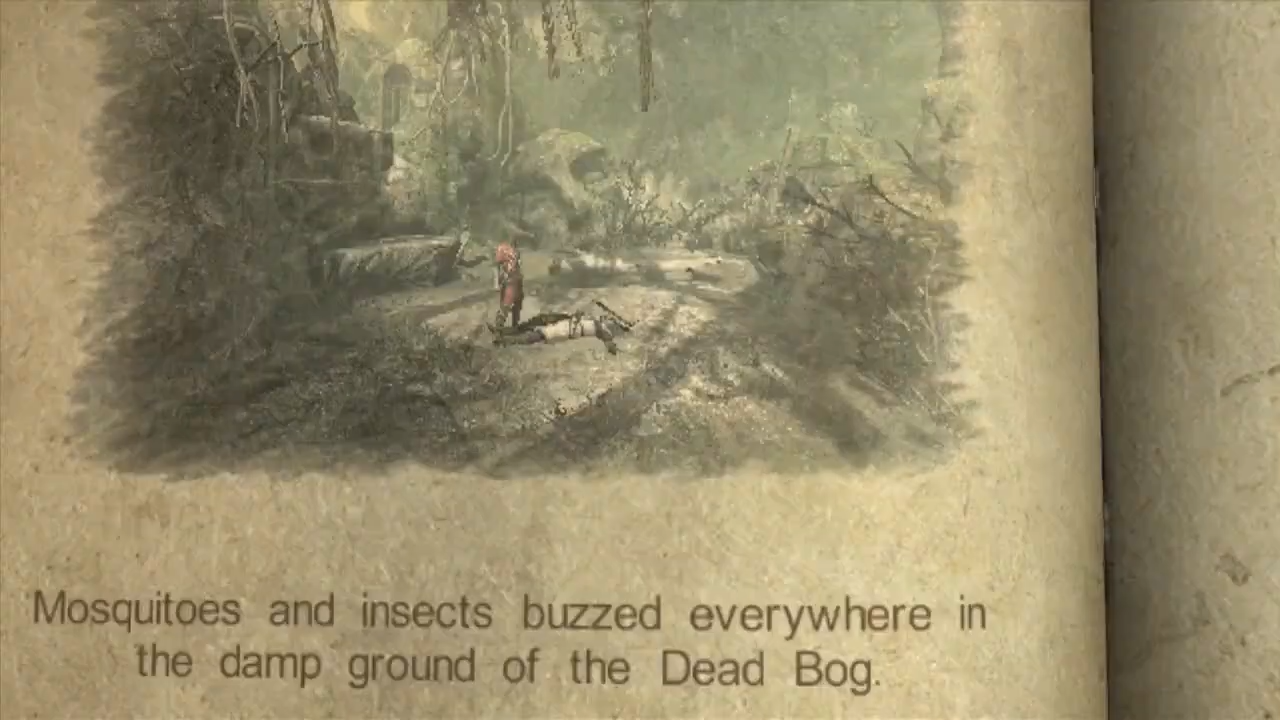 Mosquitoes and insects buzzed everywhere in
the damp ground of the Dead Bog.